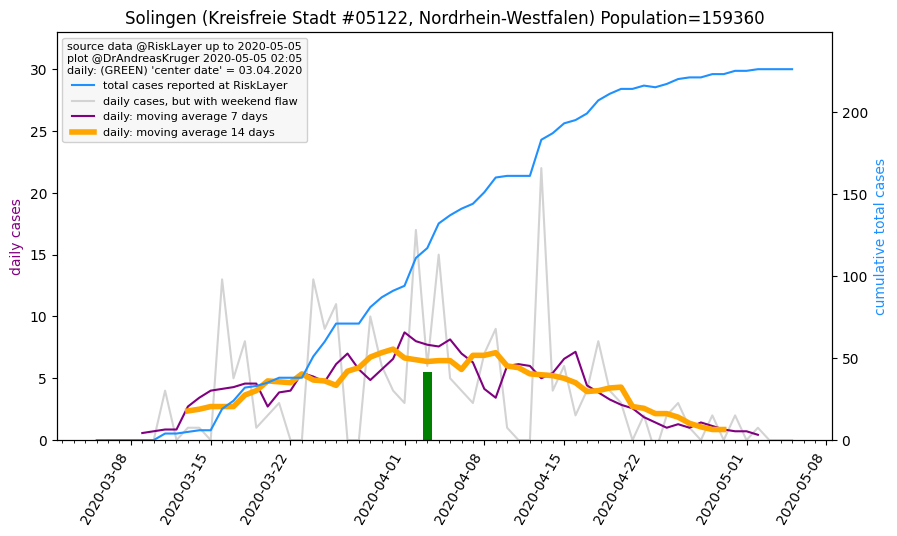 Solingen (Kreisfreie Stadt #05122, Nordrhein-Westfalen) Population=159360
source data @RiskLayer up to 2020-05-05
plot @DrAndreasKruger 2020-05-05 02:05
daily: (GREEN) 'center date' = 03.04.2020
total cases reported at RiskLayer
daily cases, but with weekend flaw
daily: moving average 7 days
daily: moving average 14 days
daily cases
30
25
20
15
10
5
0
cumulative total cases
200
150
100
50
0
2020-03-08
2020-03-15
2020-03-22
2020-04-01
2020-04-08
2020-04-15
2020-04-22
2020-05-01
2020-05-08